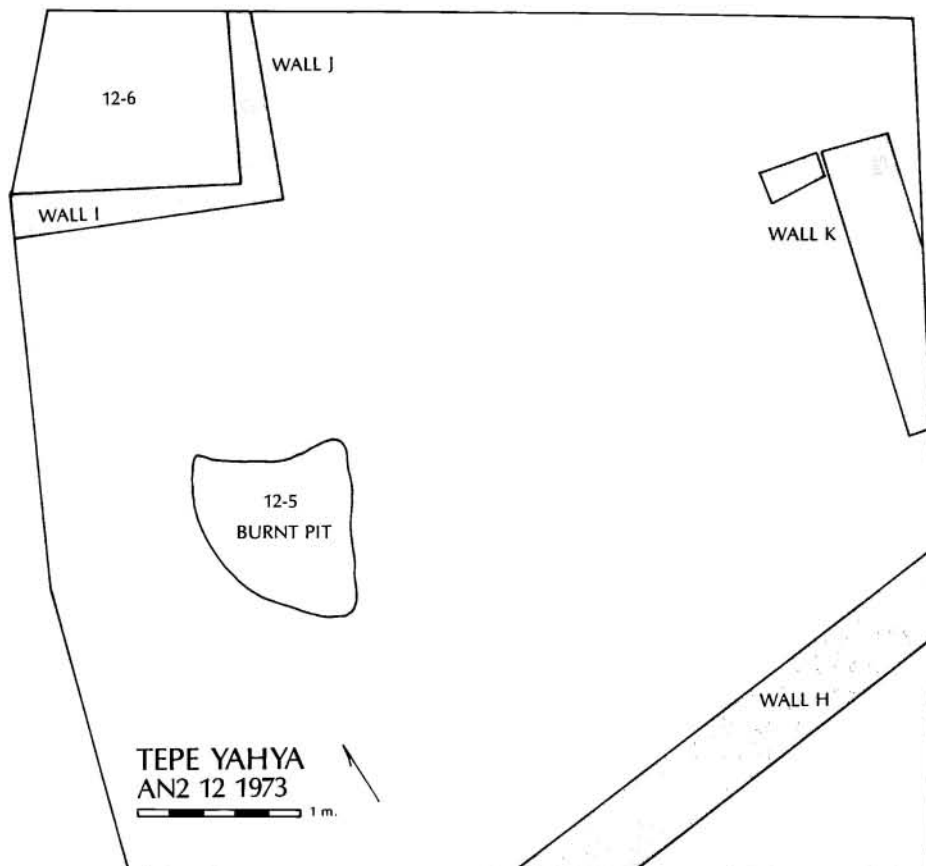 WALL J
12-6
WALL I
WALL K
12-5
BURNT PIT
WALL H
TEPE YAHYA
AN2 12 1973
1 m.